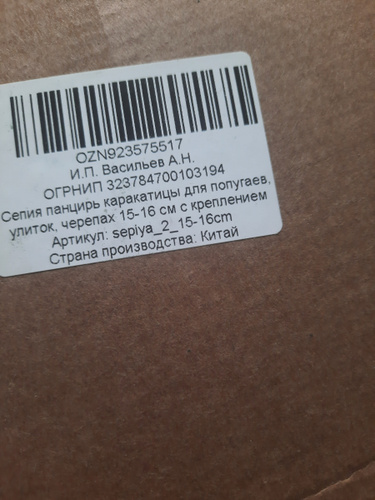 OZN923575517
И.П. Васильев А.Н.
ОГРНИП 323784700103194
Сепия панцирь каракатицы для попугаев,
улиток, черепах 15-16 см с креплением
Артикул: sepiya_2_15-16cm
Страна производства: Китай